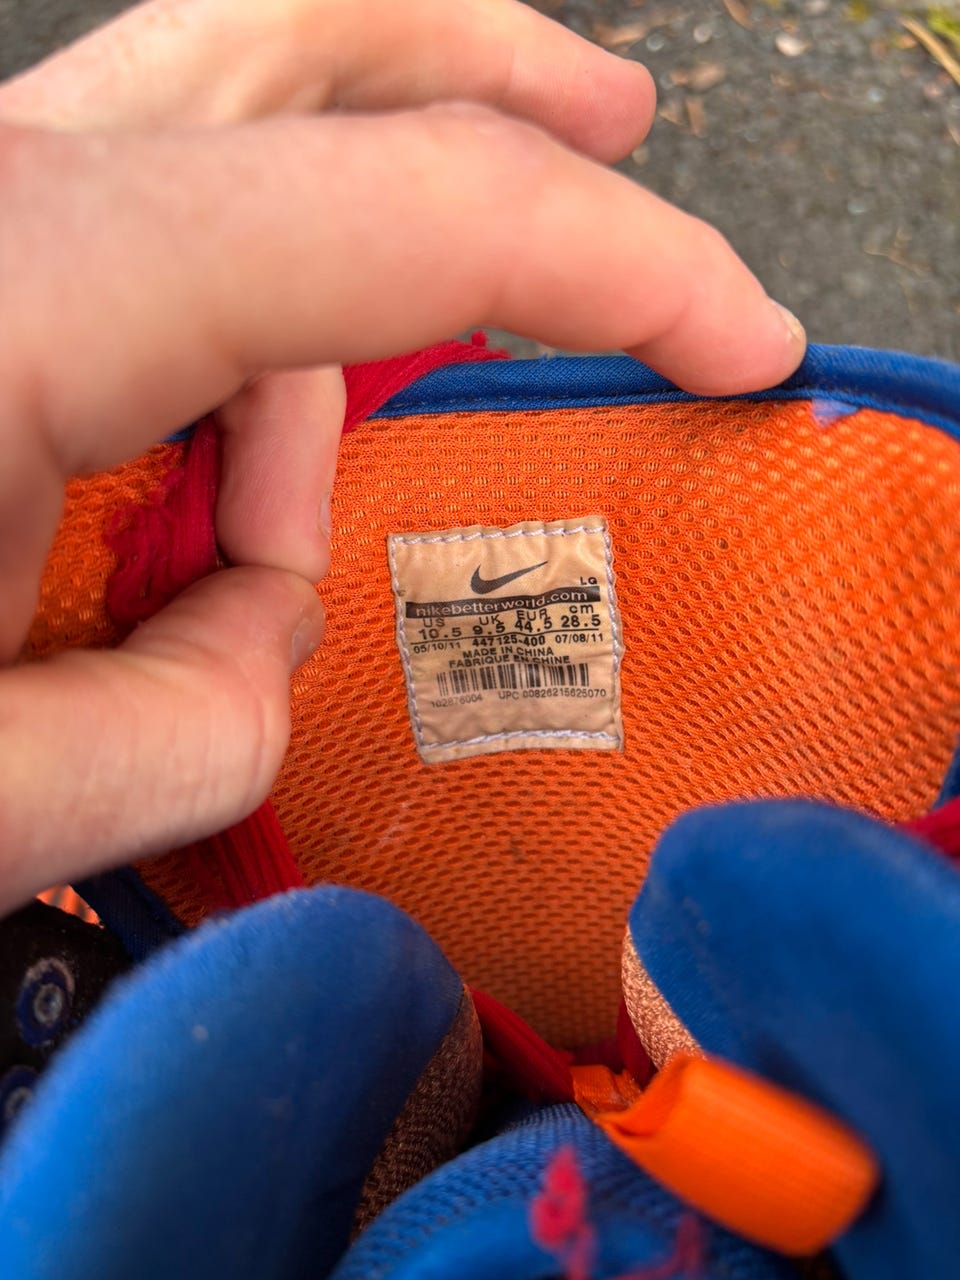 LG
nikebetterworld.com
US UK EUR cm
10.5 9.5 44.5 28.5
05/10/11 447125-400 07/08/11
MADE IN CHINA
FABRIQUE EN CHINE
102876004 UPC 00826215625070